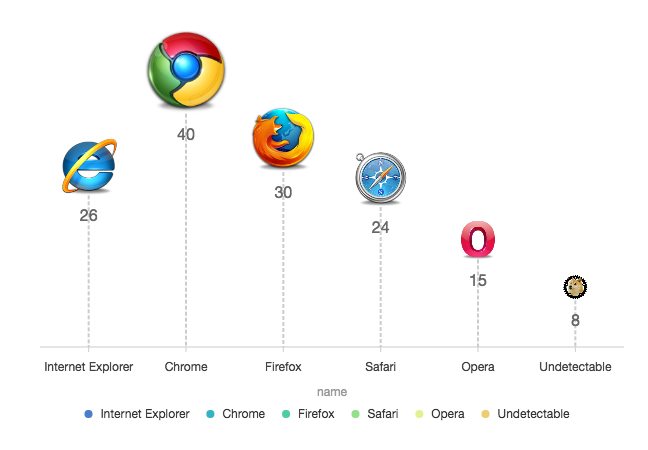 40
26
30
24
15
8
Internet Explorer Chrome Firefox Safari Opera Undetectable
name
Internet Explorer Chrome Firefox Safari Opera Undetectable